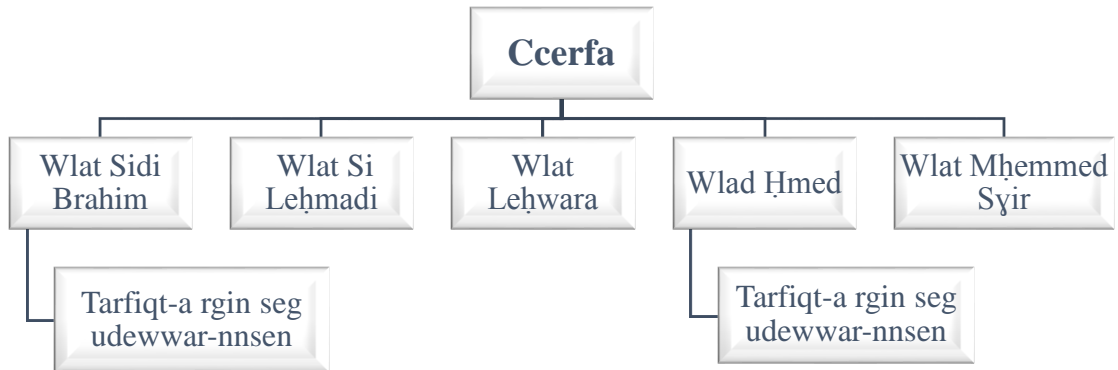 Ccerfa
Wlat Sidi
Brahim
Wlat Si
Leḥmadi
Wlat
Leḥwara
Wlad Ḥmed
Wlat Mḥemmed
Sɣir
Tarfiqt-a rgin seg
udewwar-nnsen
Tarfiqt-a rgin seg
udewwar-nnsen